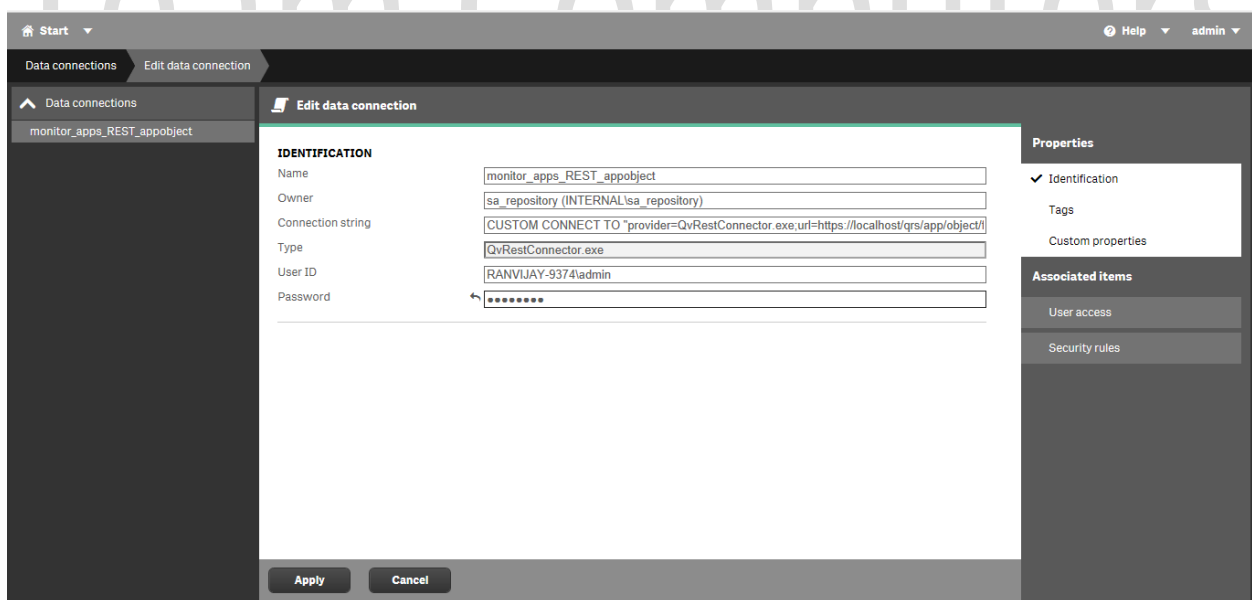 Start
Help admin
Data connections Edit data connection
Data connections
monitor_apps_REST_appobject
Edit data connection
IDENTIFICATION
Name monitor_apps_REST_appobject
Owner sa_repository (INTERNAL\sa_repository)
Connection string CUSTOM CONNECT TO "provider=QvRestConnector.exe;url=https://localhost/qrs/app/object/f
Type QvRestConnector.exe
User ID RANVIJAY-9374\admin
Password ●●●●●●●●
Apply Cancel
Properties
Identification
Tags
Custom properties
Associated items
User access
Security rules